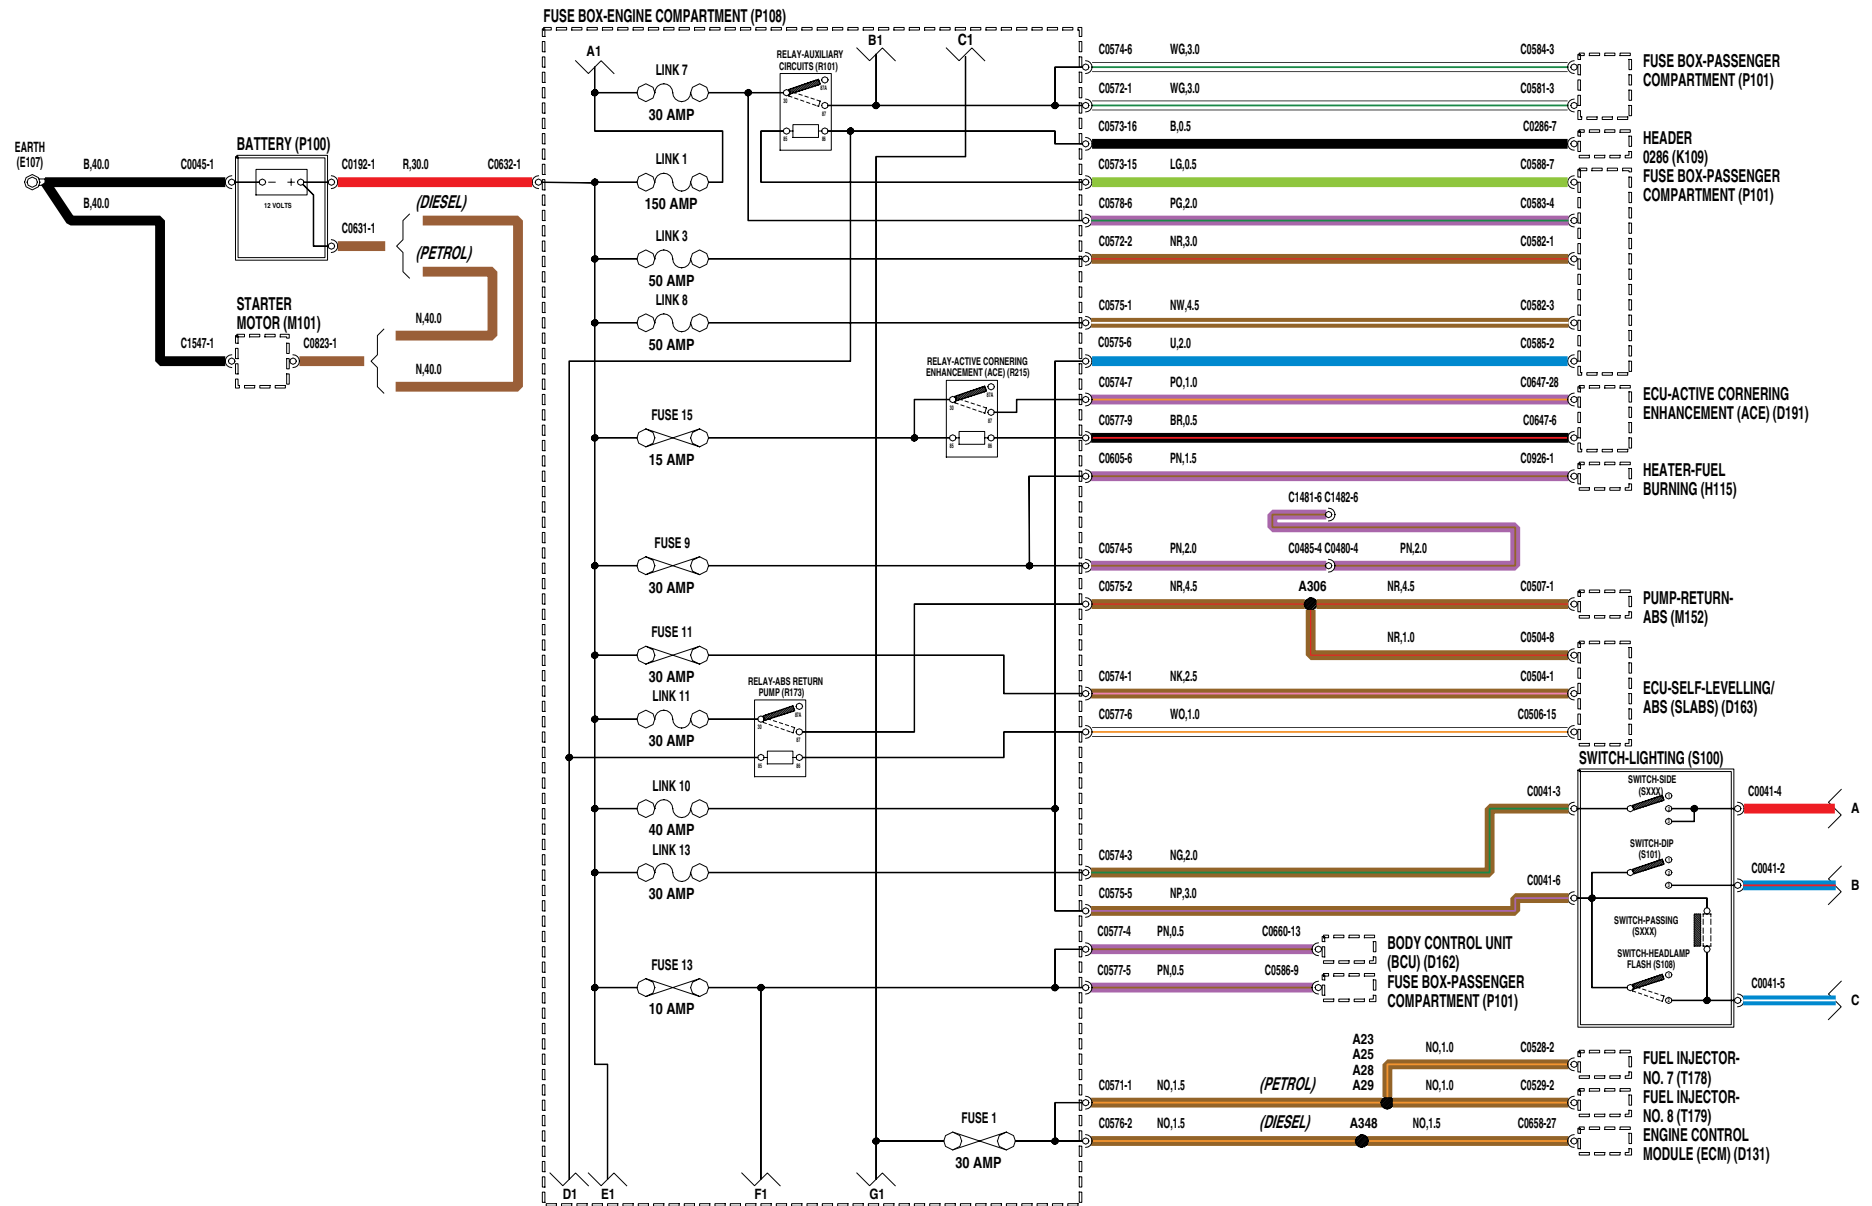 FUSE BOX-ENGINE COMPARTMENT (P108)
A1
B1
C1
RELAY-AUXILIARY
CIRCUITS (R101)
LINK 7
30 AMP
LINK 1
150 AMP
LINK 3
50 AMP
LINK 8
50 AMP
FUSE 15
15 AMP
RELAY-ACTIVE CORNERING
ENHANCEMENT (ACE) (R215)
FUSE 9
30 AMP
FUSE 11
30 AMP
LINK 11
30 AMP
RELAY-ABS RETURN
PUMP (R173)
LINK 10
40 AMP
LINK 13
30 AMP
FUSE 13
10 AMP
FUSE 1
30 AMP
D1
E1
F1
G1
EARTH
(E107)
B,40.0
C0045-1
BATTERY (P100)
12 VOLTS
C0192-1
R,30.0
C0632-1
B,40.0
C0631-1
(DIESEL)
(PETROL)
STARTER
MOTOR (M101)
C1547-1
C0823-1
N,40.0
N,40.0
C0574-6 WG,3.0 C0584-3
C0572-1 WG,3.0 C0581-3
FUSE BOX-PASSENGER
COMPARTMENT (P101)
C0573-16 B,0.5 C0286-7
HEADER
0286 (K109)
C0573-15 LG,0.5 C0588-7
FUSE BOX-PASSENGER
COMPARTMENT (P101)
C0578-6 PG,2.0 C0583-4
C0572-2 NR,3.0 C0582-1
C0575-1 NW,4.5 C0582-3
C0575-6 U,2.0 C0585-2
C0574-7 PO,1.0 C0647-28
ECU-ACTIVE CORNERING
ENHANCEMENT (ACE) (D191)
C0577-9 BR,0.5 C0647-6
C0605-6 PN,1.5 C0926-1
HEATER-FUEL
BURNING (H115)
C1481-6 C1482-6
C0574-5 PN,2.0 C0485-4 C0480-4 PN,2.0
C0575-2 NR,4.5 A306 NR,4.5 C0507-1
PUMP-RETURN-
ABS (M152)
NR,1.0 C0504-8
C0574-1 NK,2.5 C0504-1
ECU-SELF-LEVELLING/
ABS (SLABS) (D163)
C0577-6 WO,1.0 C0506-15
SWITCH-LIGHTING (S100)
C0041-3
SWITCH-SIDE
(SXXX)
C0041-4
A
SWITCH-DIP
(S101)
C0041-2
B
C0574-3 NG,2.0
C0041-6
C0575-5 NP,3.0
SWITCH-PASSING
(SXXX)
SWITCH-HEADLAMP
FLASH (S108)
C0041-5
C
C0577-4 PN,0.5 C0660-13
BODY CONTROL UNIT
(BCU) (D162)
C0577-5 PN,0.5 C0586-9
FUSE BOX-PASSENGER
COMPARTMENT (P101)
A23
A25
A28
A29
NO,1.0 C0528-2
FUEL INJECTOR-
NO. 7 (T178)
C0571-1 NO,1.5 (PETROL) NO,1.0 C0529-2
FUEL INJECTOR-
NO. 8 (T179)
C0576-2 NO,1.5 (DIESEL) A348 NO,1.5 C0658-27
ENGINE CONTROL
MODULE (ECM) (D131)